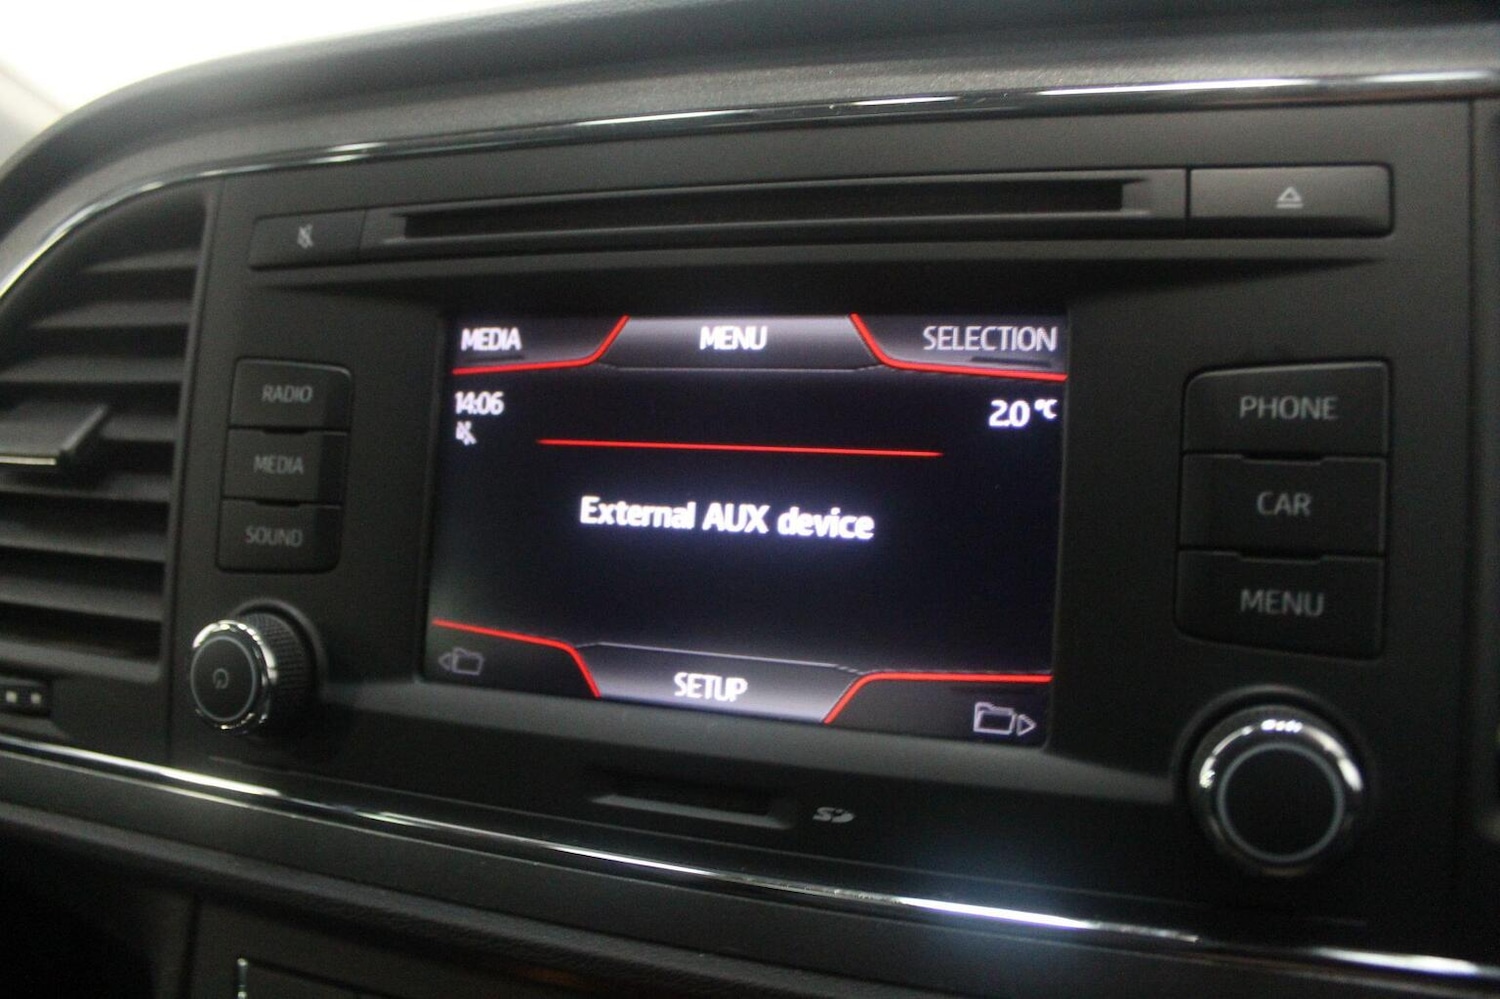 MEDIA MENU SELECTION
14:06 2.0 °C
External AUX device
SETUP
RADIO
MEDIA
SOUND
PHONE
CAR
MENU
SD